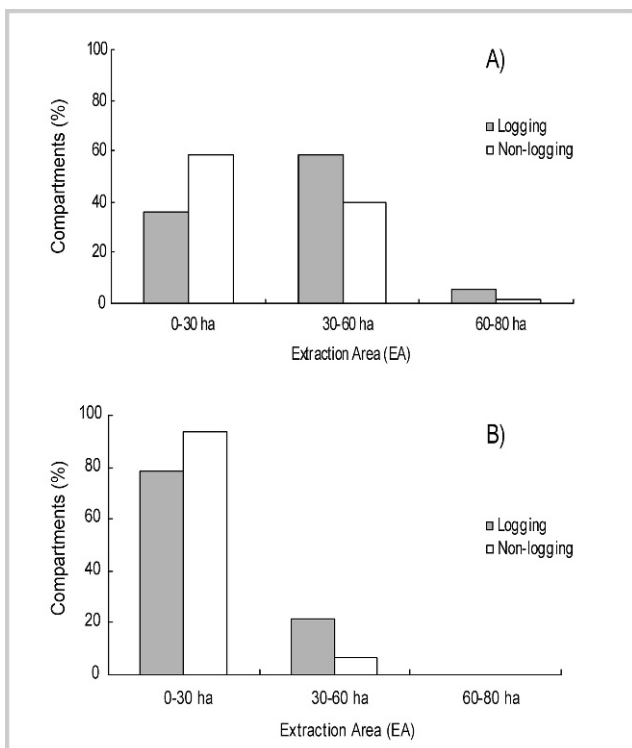 A)
100
80
60
40
20
0
Compartments (%)
Logging
Non-logging
0-30 ha 30-60 ha 60-80 ha
Extraction Area (EA)
B)
100
80
60
40
20
0
Compartments (%)
Logging
Non-logging
0-30 ha 30-60 ha 60-80 ha
Extraction Area (EA)